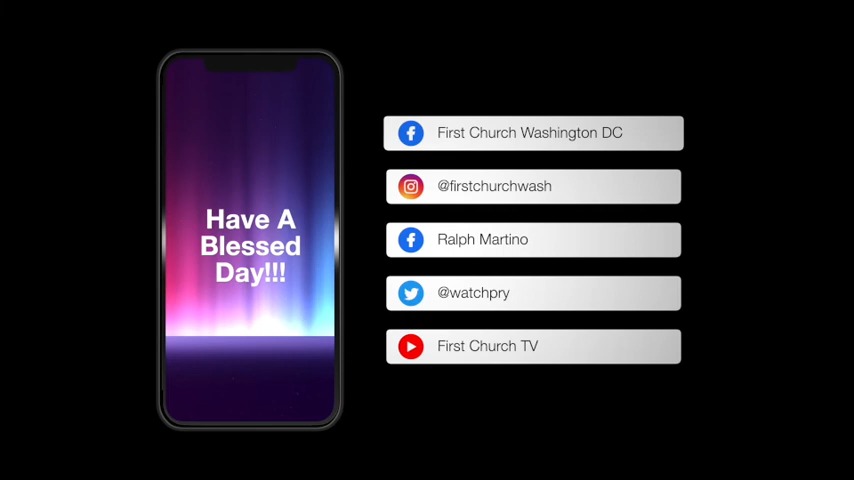 Have A
Blessed
Day!!!
First Church Washington DC
@firstchurchwash
Ralph Martino
@watchpry
First Church TV